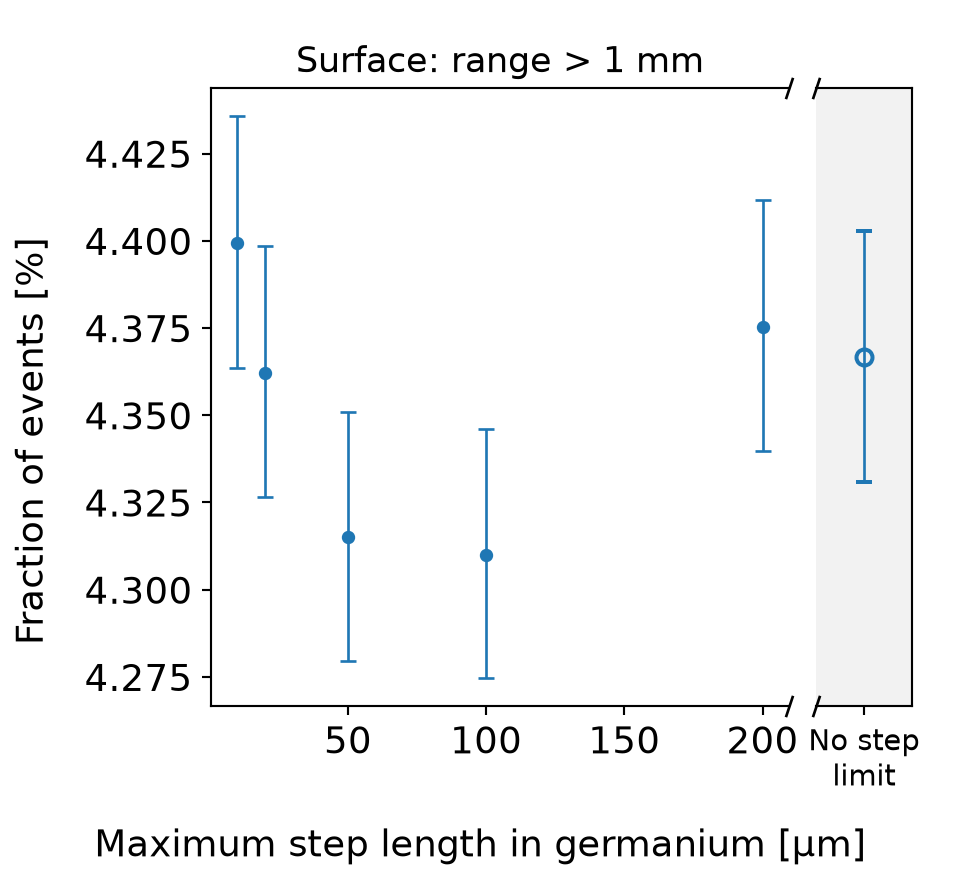 Surface: range > 1 mm
Fraction of events [%]
4.425
4.400
4.375
4.350
4.325
4.300
4.275
50 100 150 200 No step
limit
Maximum step length in germanium [μm]